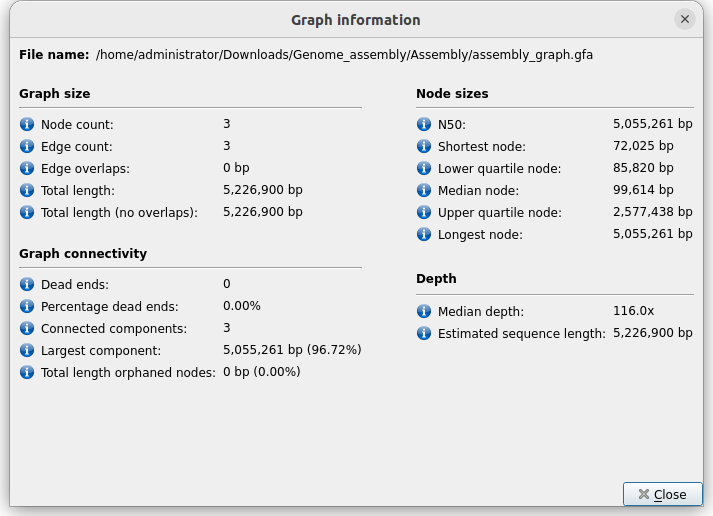 Graph information
File name: /home/administrator/Downloads/Genome_assembly/Assembly/assembly_graph.gfa
Graph size
Node count: 3
Edge count: 3
Edge overlaps: 0 bp
Total length: 5,226,900 bp
Total length (no overlaps): 5,226,900 bp
Graph connectivity
Dead ends: 0
Percentage dead ends: 0.00%
Connected components: 3
Largest component: 5,055,261 bp (96.72%)
Total length orphaned nodes: 0 bp (0.00%)
Node sizes
N50: 5,055,261 bp
Shortest node: 72,025 bp
Lower quartile node: 85,820 bp
Median node: 99,614 bp
Upper quartile node: 2,577,438 bp
Longest node: 5,055,261 bp
Depth
Median depth: 116.0x
Estimated sequence length: 5,226,900 bp
Close